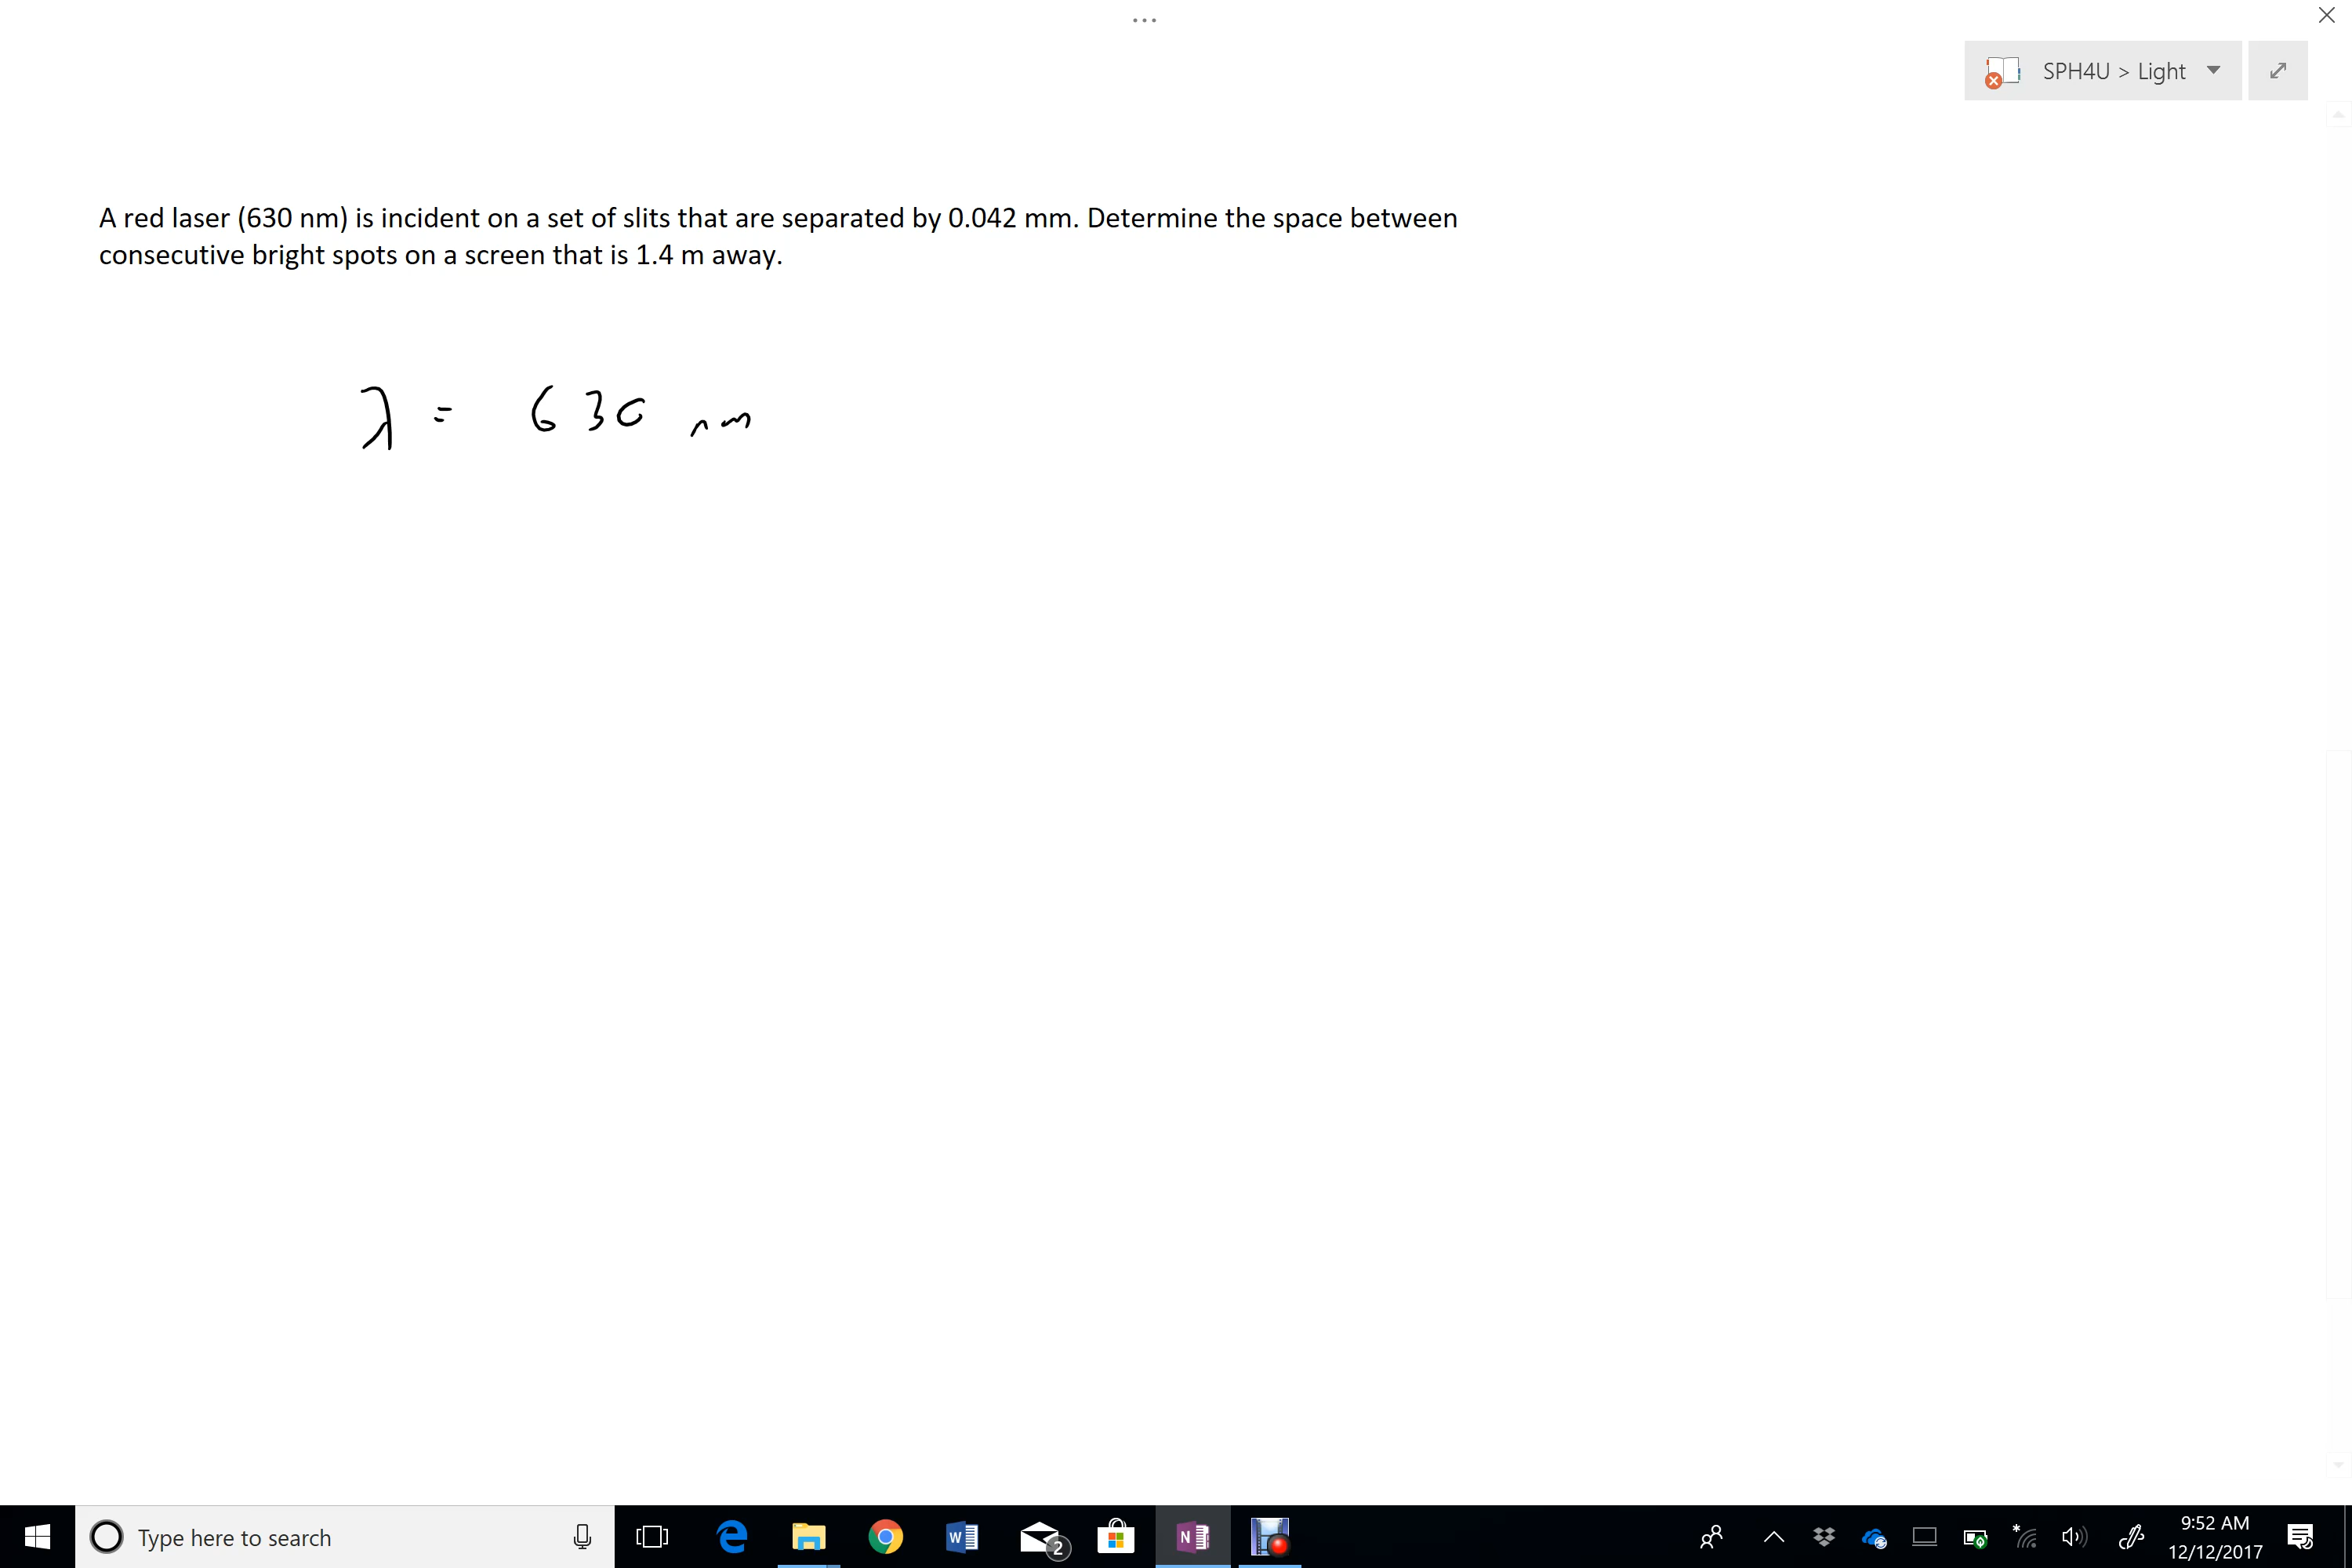 SPH4U > Light
A red laser (630 nm) is incident on a set of slits that are separated by 0.042 mm. Determine the space between
consecutive bright spots on a screen that is 1.4 m away.
λ = 630 nm
Type here to search
2
9:52 AM
12/12/2017